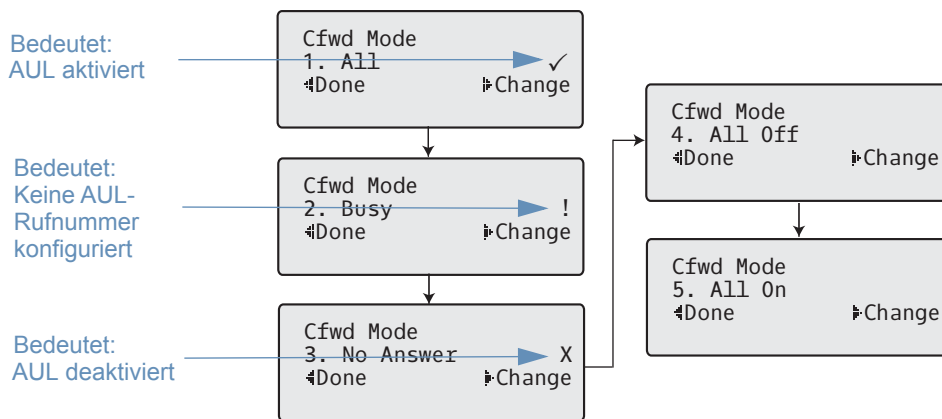 Bedeutet:
AUL aktiviert
Cfwd Mode
1. All ✓
Done Change
Bedeutet:
Keine AUL-
Rufnummer
konfiguriert
Cfwd Mode
2. Busy !
Done Change
Bedeutet:
AUL deaktiviert
Cfwd Mode
3. No Answer X
Done Change
Cfwd Mode
4. All Off
Done Change
Cfwd Mode
5. All On
Done Change